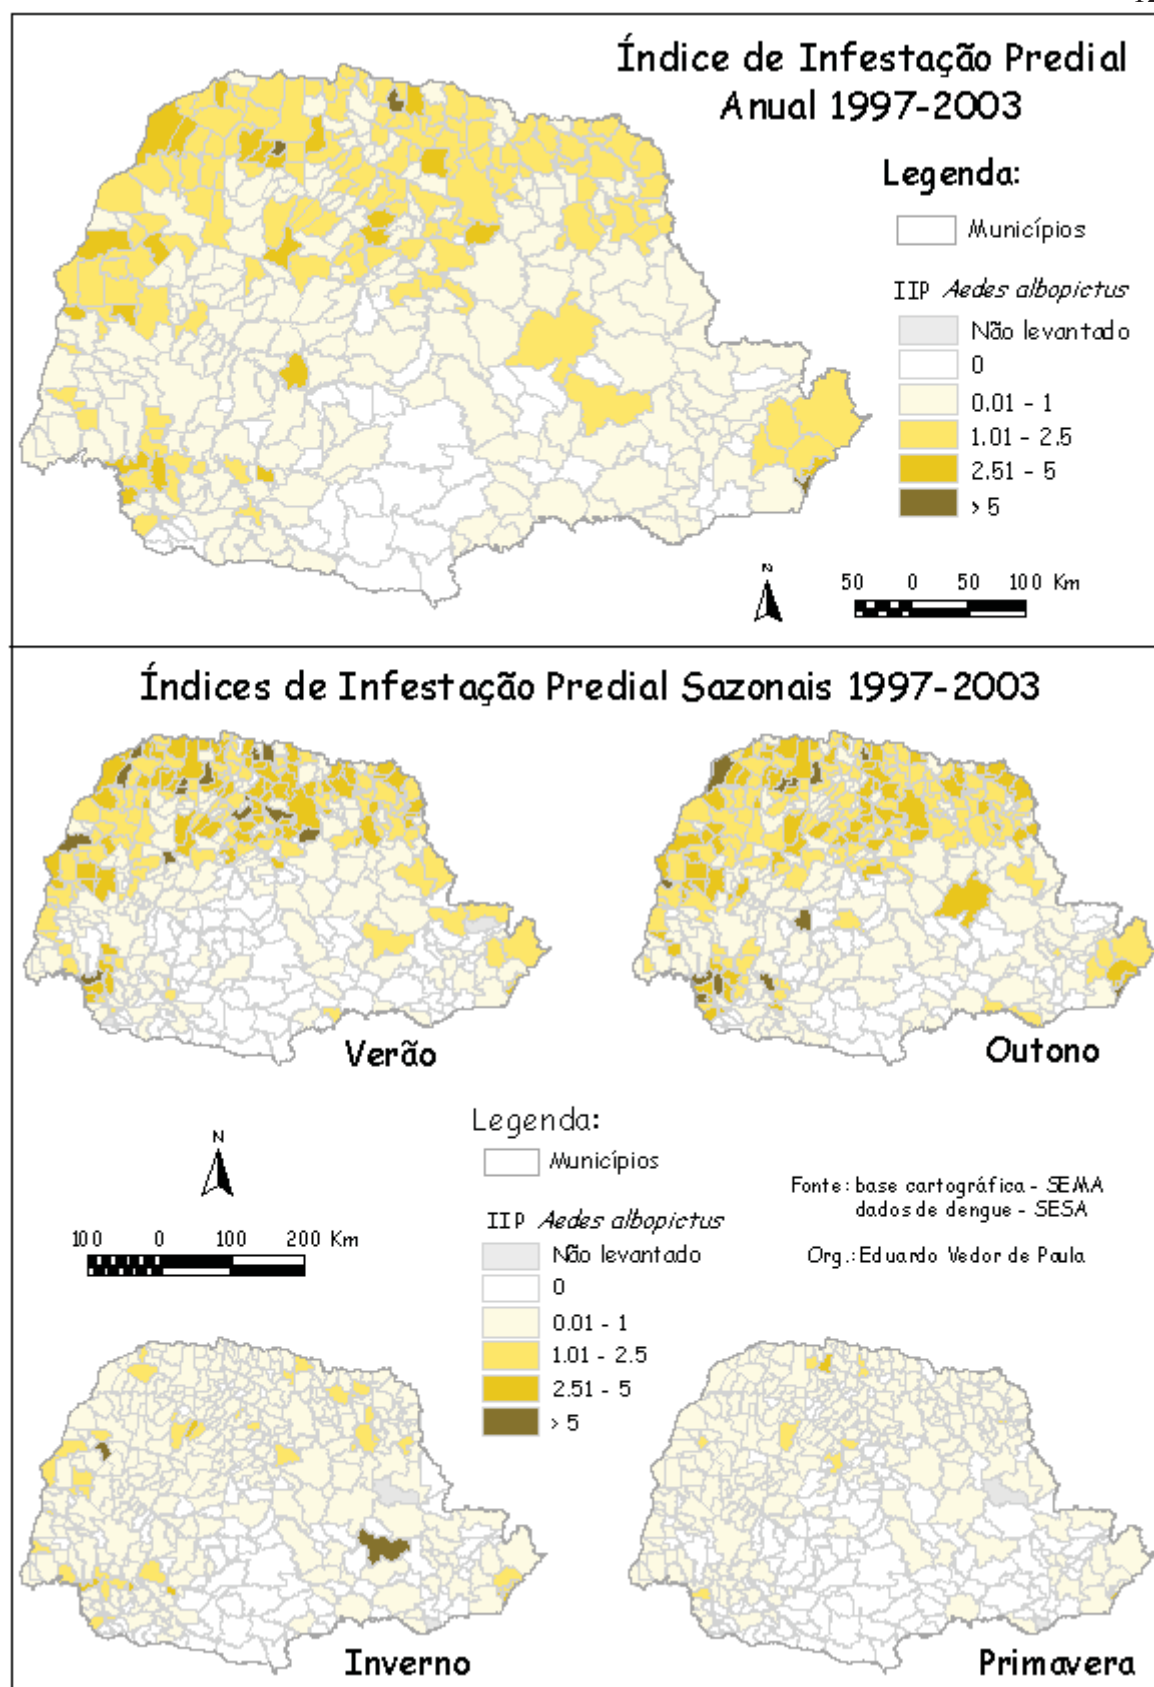 Índice de Infestação Predial
Anual 1997-2003
Legenda:
Municípios
IIP Aedes albopictus
Não levantado
0
0.01 - 1
1.01 - 2.5
2.51 - 5
> 5
N
50 0 50 100 Km
Índices de Infestação Predial Sazonais 1997-2003
Verão
Outono
N
100 0 100 200 Km
Legenda:
Municípios
IIP Aedes albopictus
Não levantado
0
0.01 - 1
1.01 - 2.5
2.51 - 5
> 5
Fonte: base cartográfica - SEMA
dados de dengue - SESA
Org.: Eduardo Vedor de Paula
Inverno
Primavera